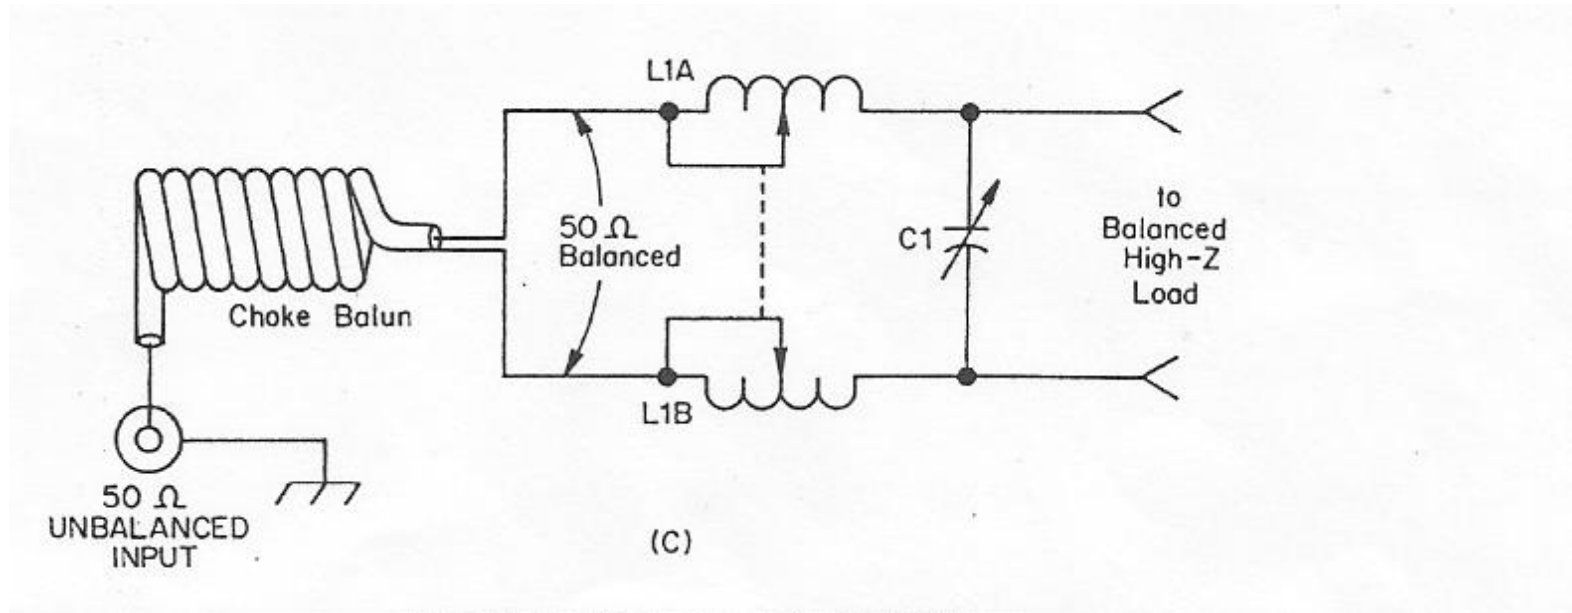 L1A
50 Ω
Balanced
C1
to
Balanced
High-Z
Load
Choke Balun
L1B
50 Ω
UNBALANCED
INPUT
(C)